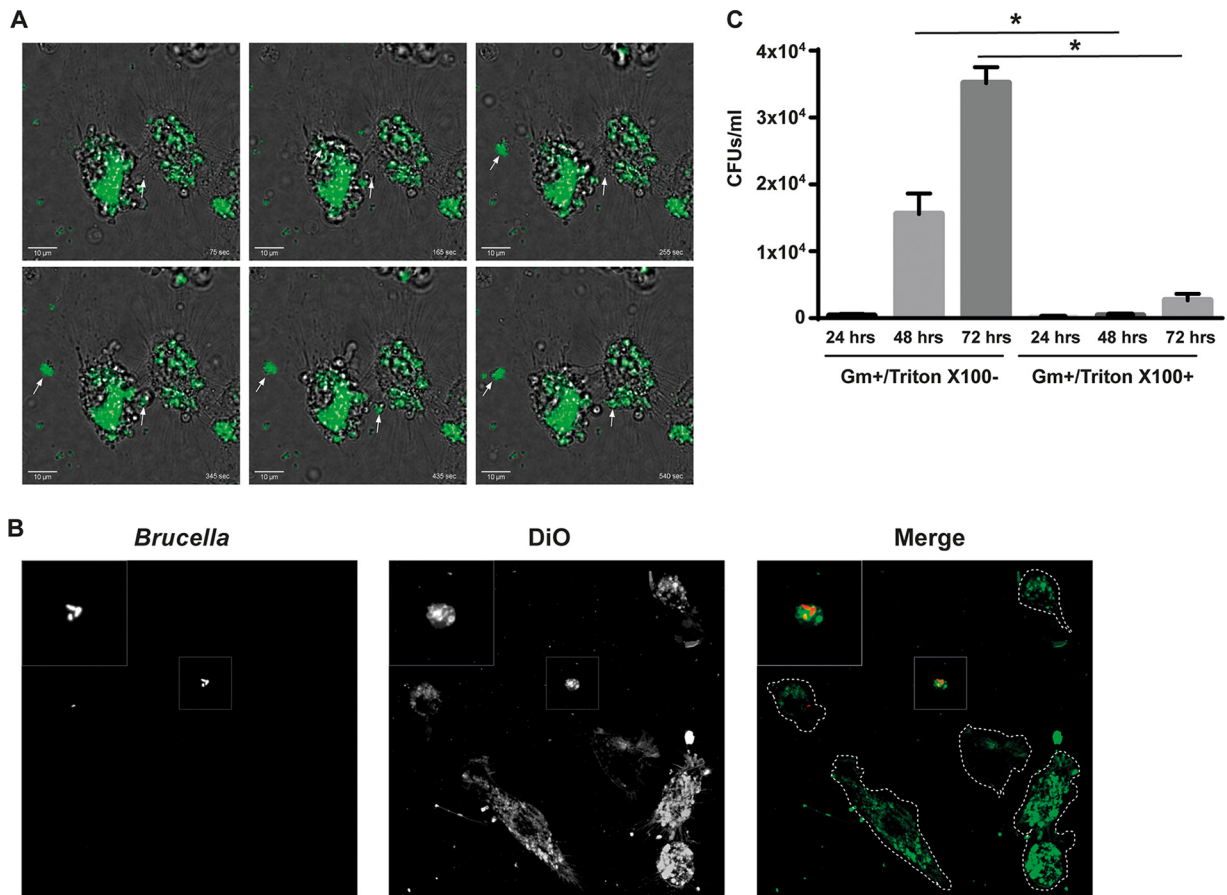 A
10 µm 75 sec
10 µm 165 sec
10 µm 255 sec
10 µm 345 sec
10 µm 435 sec
10 µm 540 sec
C
*
*
CFUs/ml
4x10⁴
3x10⁴
2x10⁴
1x10⁴
0
24 hrs 48 hrs 72 hrs 24 hrs 48 hrs 72 hrs
Gm+/Triton X100- Gm+/Triton X100+
B
Brucella DiO Merge